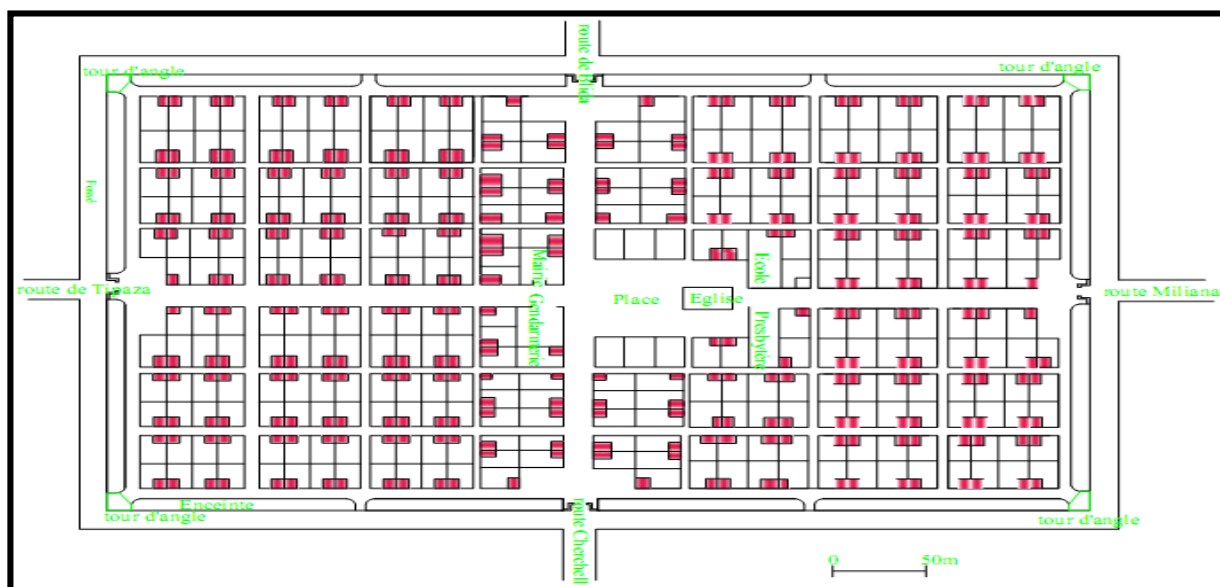 route de Blida
tour d'angle
tour d'angle
Fossé
Mairie
Ecole
route de Tipaza
Place
Eglise
route Miliana
Gendarmerie
Presbytère
Enceinte
tour d'angle
route Cherchell
tour d'angle
0 50m